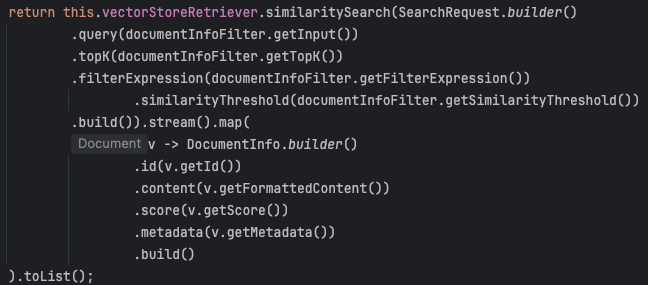 return this.vectorStoreRetriever.similaritySearch(SearchRequest.builder()
.query(documentInfoFilter.getInput())
.topK(documentInfoFilter.getTopK())
.filterExpression(documentInfoFilter.getFilterExpression())
.similarityThreshold(documentInfoFilter.getSimilarityThreshold())
.build()).stream().map(
Document v -> DocumentInfo.builder()
.id(v.getId())
.content(v.getFormattedContent())
.score(v.getScore())
.metadata(v.getMetadata())
.build()
).toList();